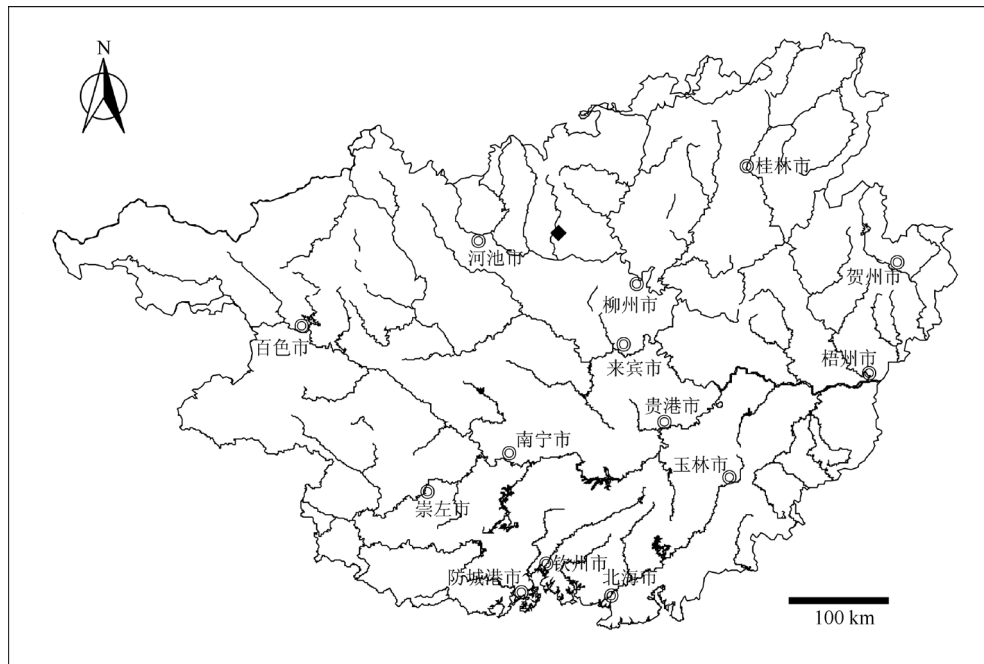 N
桂林市
河池市
贺州市
柳州市
百色市
来宾市
梧州市
贵港市
南宁市
玉林市
崇左市
钦州市
防城港市
北海市
100 km